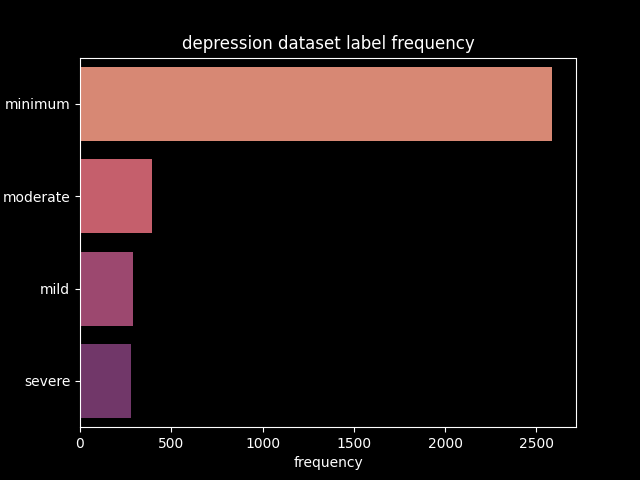 depression dataset label frequency
minimum
moderate
mild
severe
0 500 1000 1500 2000 2500
frequency